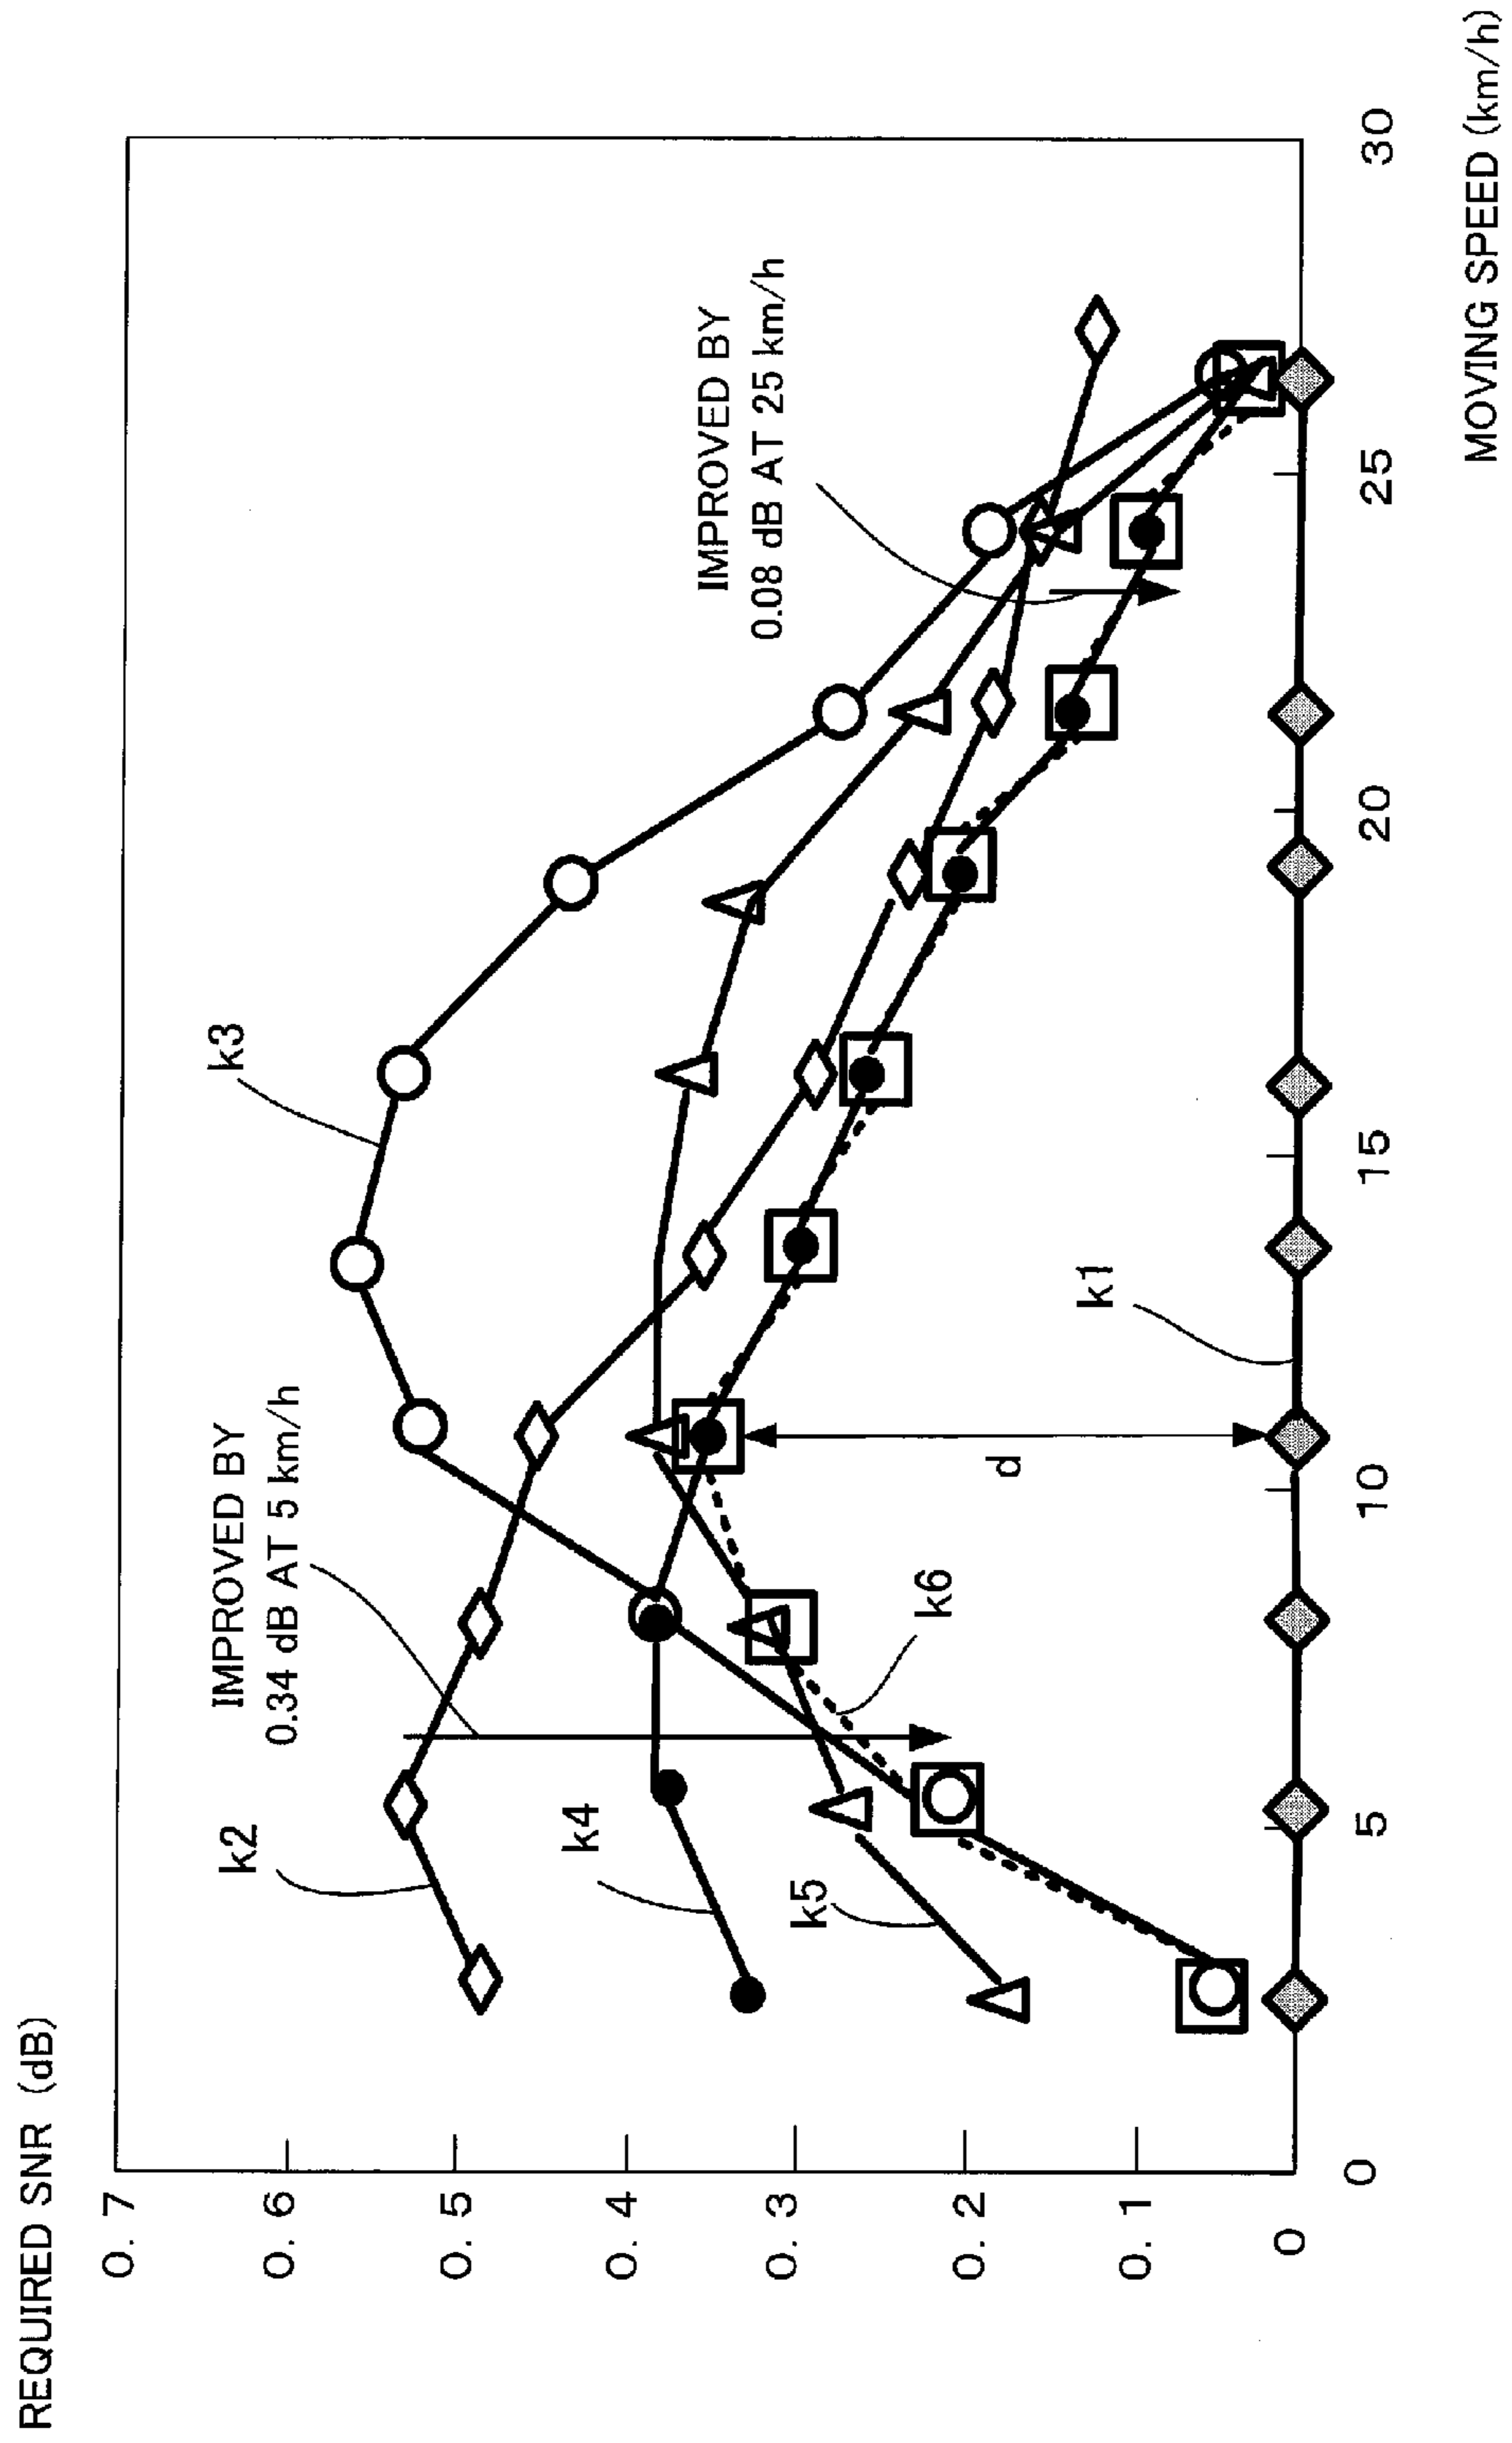 REQUIRED SNR (dB)
0.7
0.6
0.5
0.4
0.3
0.2
0.1
0
0
5
10
15
20
25
30
MOVING SPEED (km/h)
k2
IMPROVED BY
0.34 dB AT 5 km/h
k3
k4
k5
k6
d
k1
IMPROVED BY
0.08 dB AT 25 km/h